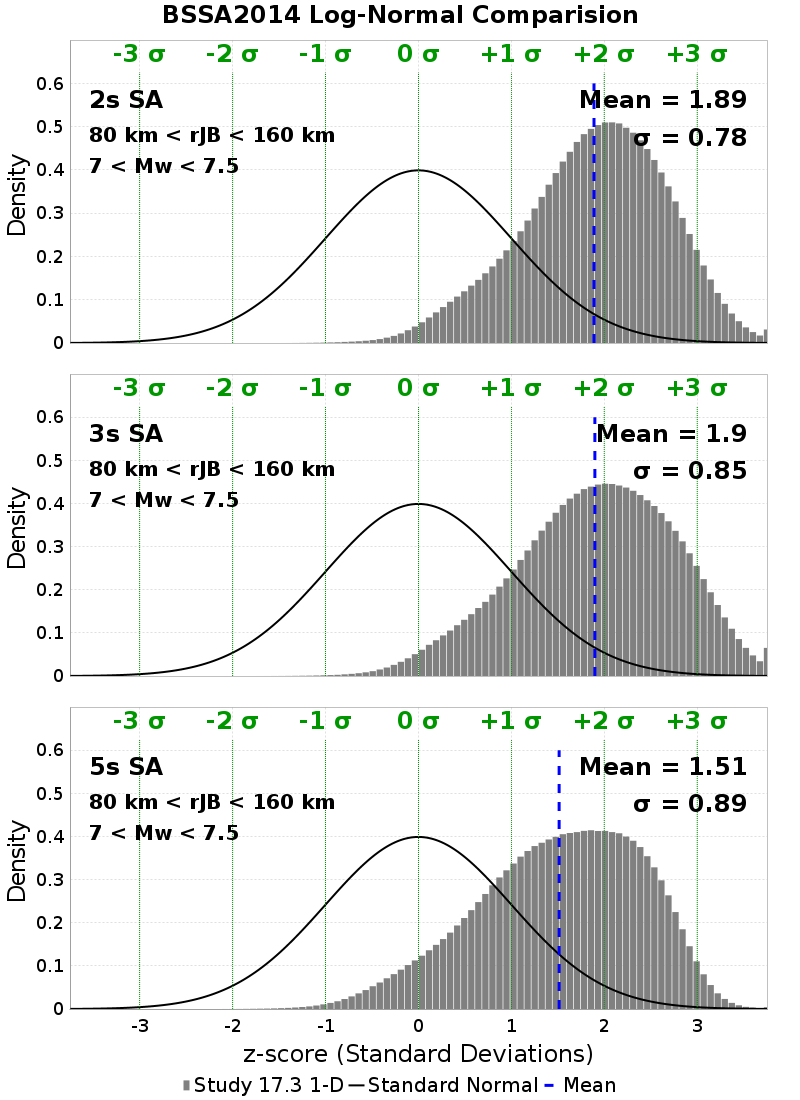 BSSA2014 Log-Normal Comparision
-3 σ -2 σ -1 σ 0 σ +1 σ +2 σ +3 σ
0.6
2s SA
Mean = 1.89
0.5
80 km < rJB < 160 km
σ = 0.78
7 < Mw < 7.5
0.4
Density
0.3
0.2
0.1
0
-3 σ -2 σ -1 σ 0 σ +1 σ +2 σ +3 σ
0.6
3s SA
Mean = 1.9
0.5
80 km < rJB < 160 km
σ = 0.85
7 < Mw < 7.5
0.4
Density
0.3
0.2
0.1
0
-3 σ -2 σ -1 σ 0 σ +1 σ +2 σ +3 σ
0.6
5s SA
Mean = 1.51
0.5
80 km < rJB < 160 km
σ = 0.89
7 < Mw < 7.5
0.4
Density
0.3
0.2
0.1
0
-3 -2 -1 0 1 2 3
z-score (Standard Deviations)
Study 17.3 1-D Standard Normal Mean